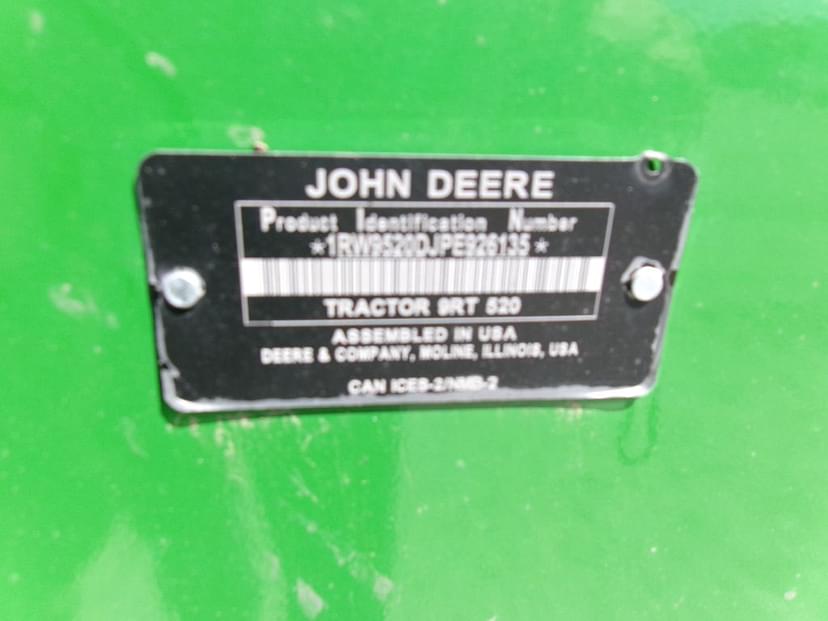 JOHN DEERE
Product Identification Number
*1RW9520DJPE926135*
TRACTOR 9RT 520
ASSEMBLED IN USA
DEERE & COMPANY, MOLINE, ILLINOIS, USA
CAN ICES-2/NMB-2